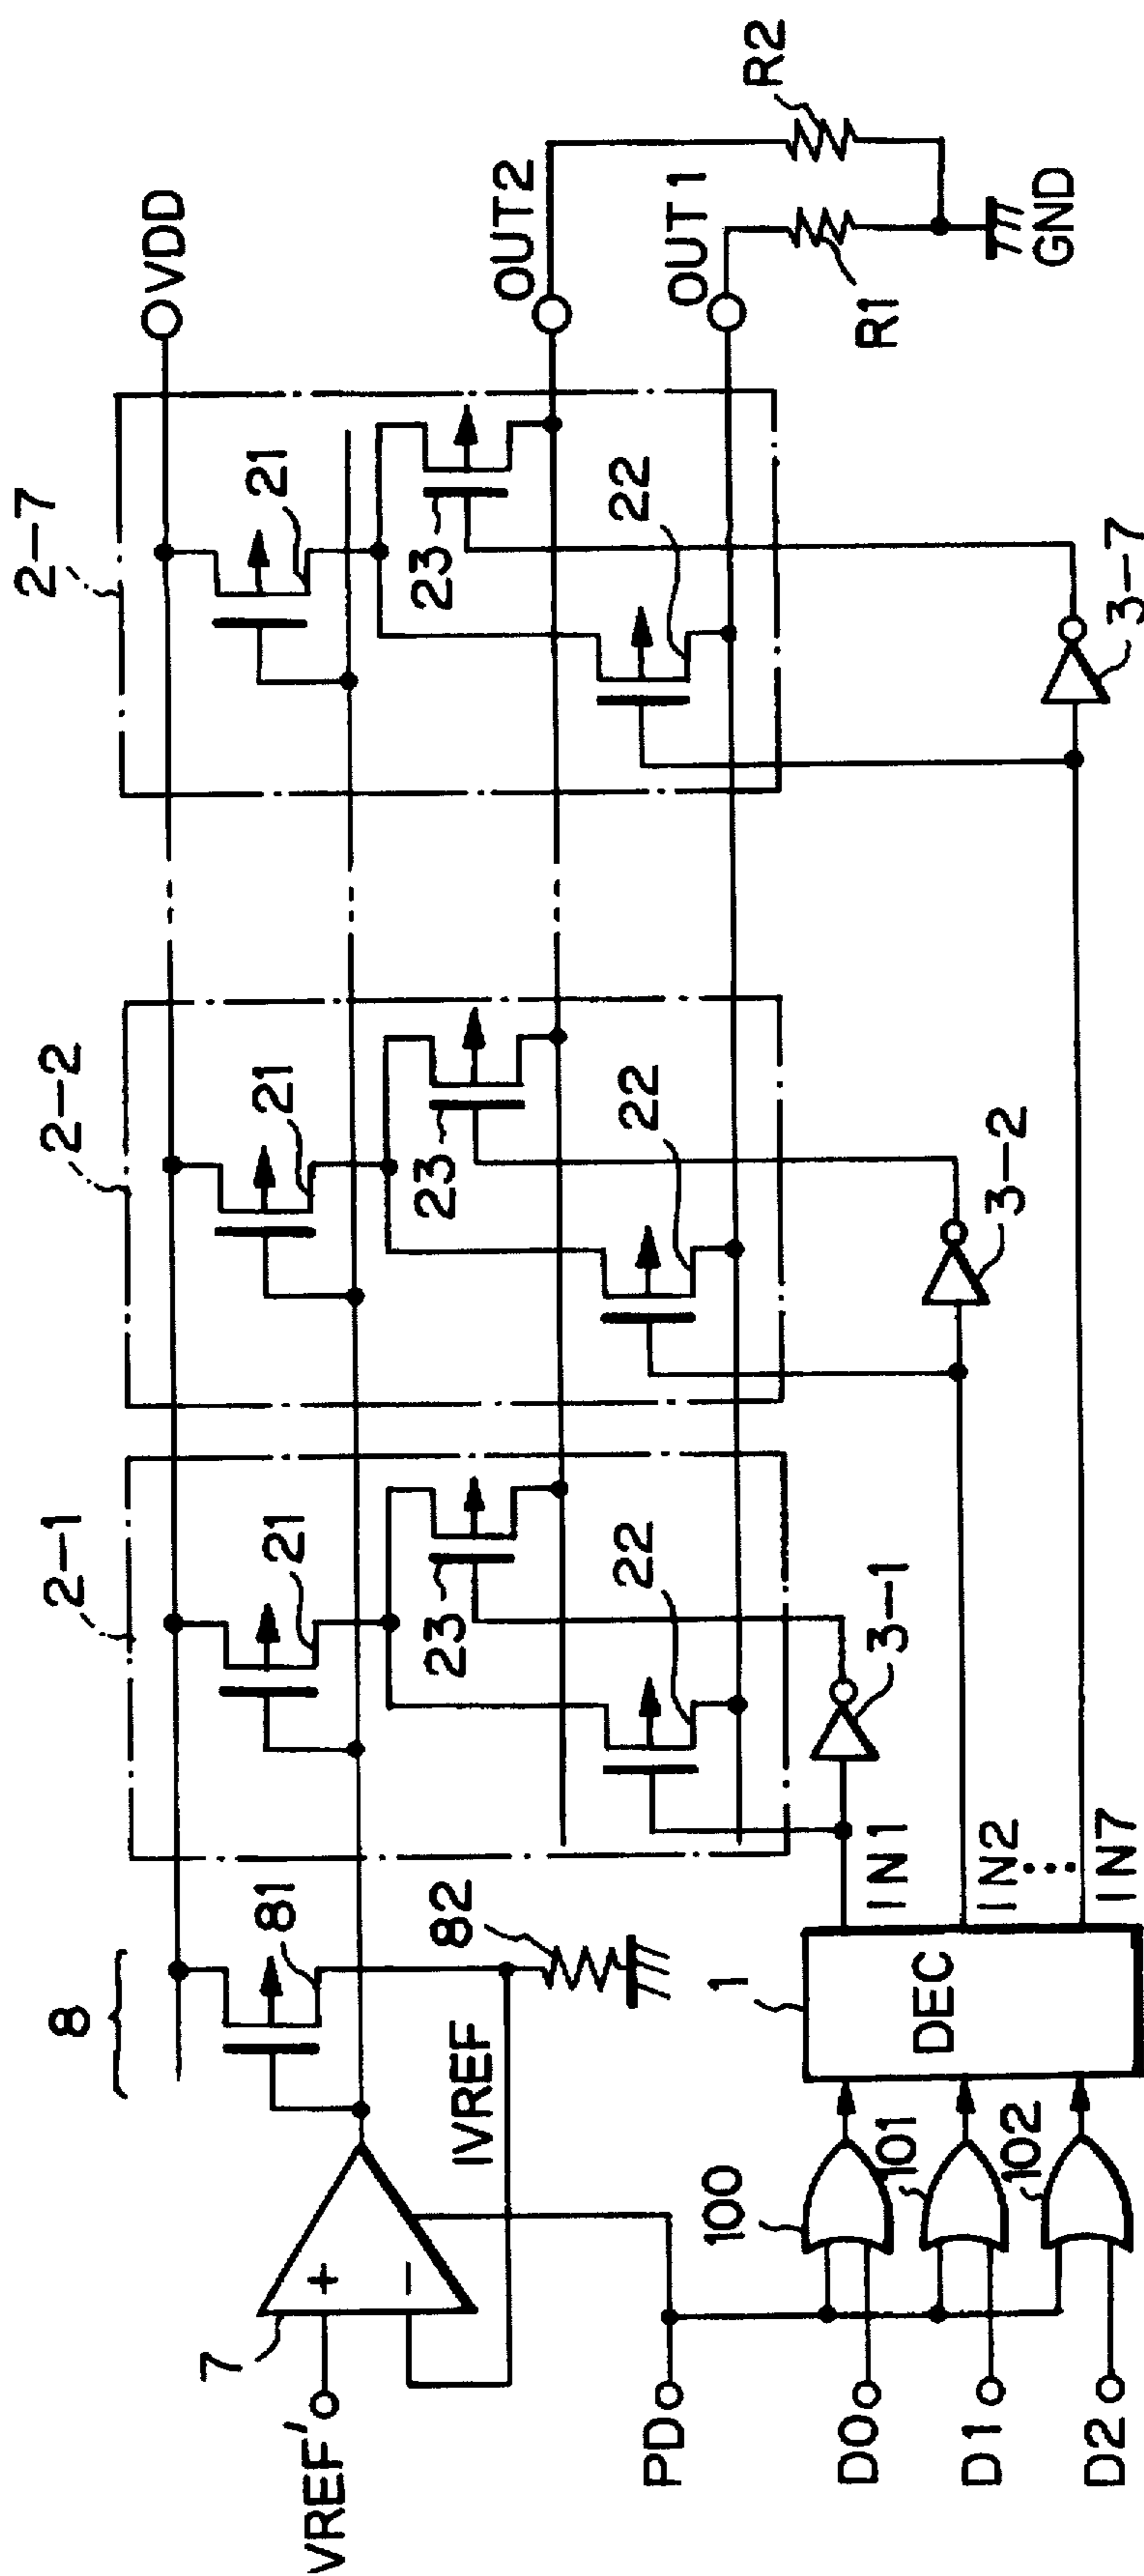 8
2-1
2-2
2-7
VDD
81
21
21
21
7
VREF'
+
−
IVREF
82
23
23
23
OUT2
22
22
22
OUT1
R1
R2
GND
PD
D0
D1
D2
100
101
102
1
DEC
IN1
IN2
IN7
3-1
3-2
3-7